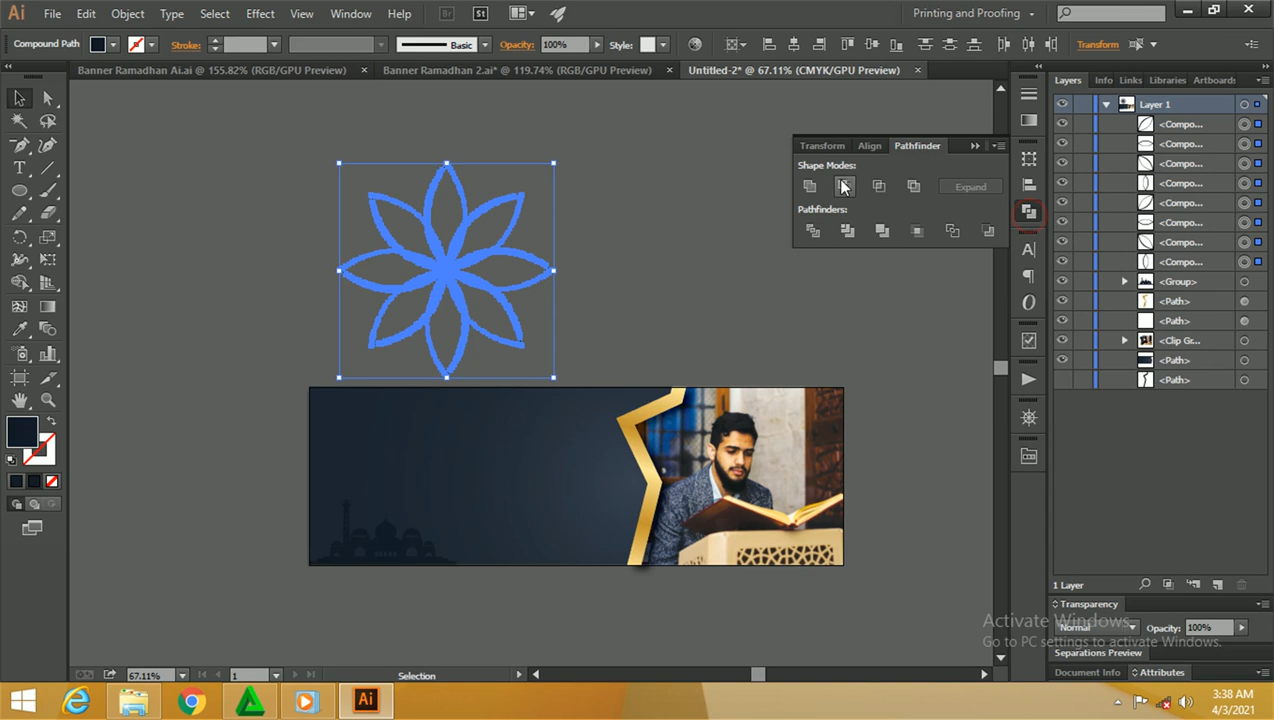 Ai File Edit Object Type Select Effect View Window Help Br St Printing and Proofing
Compound Path Stroke: Basic Opacity: 100% Style: Transform
Banner Ramadhan Ai.ai @ 155.82% (RGB/GPU Preview) Banner Ramadhan 2.ai* @ 119.74% (RGB/GPU Preview) Untitled-2* @ 67.11% (CMYK/GPU Preview)
Layers Info Links Libraries Artboards
Layer 1
<Compo...
<Compo...
<Compo...
<Compo...
<Compo...
<Compo...
<Compo...
<Compo...
<Group>
<Path>
<Path>
<Clip Gr...
<Path>
<Path>
Transform Align Pathfinder
Shape Modes:
Expand
Pathfinders:
1 Layer
Transparency
Normal Opacity: 100%
Separations Preview
Document Info Attributes
Activate Windows
Go to PC settings to activate Windows.
67.11% 1 Selection
Ai
3:38 AM
4/3/2021